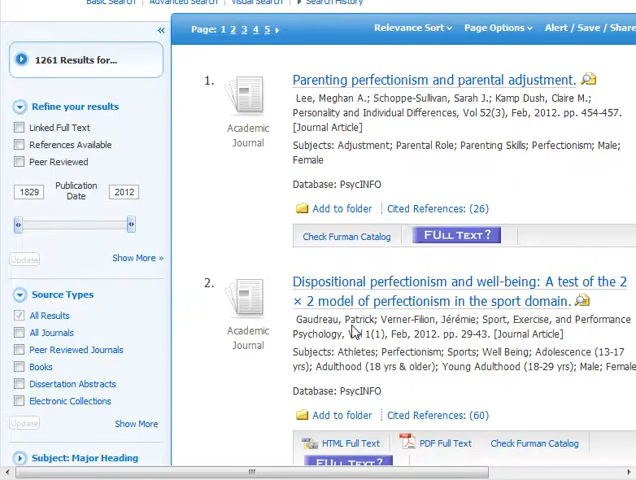 Basic Search Advanced Search Visual Search Search History
Page: 1 2 3 4 5 Relevance Sort Page Options Alert / Save / Share
«
1261 Results for...
Refine your results
Linked Full Text
References Available
Peer Reviewed
1829 Publication Date 2012
Update Show More »
Source Types
All Results
All Journals
Peer Reviewed Journals
Books
Dissertation Abstracts
Electronic Collections
Update Show More
Subject: Major Heading
1. Parenting perfectionism and parental adjustment.
Academic
Journal
Lee, Meghan A.; Schoppe-Sullivan, Sarah J.; Kamp Dush, Claire M.;
Personality and Individual Differences, Vol 52(3), Feb, 2012. pp. 454-457.
[Journal Article]
Subjects: Adjustment; Parental Role; Parenting Skills; Perfectionism; Male;
Female
Database: PsycINFO
Add to folder Cited References: (26)
Check Furman Catalog FULL TEXT?
2. Dispositional perfectionism and well-being: A test of the 2
× 2 model of perfectionism in the sport domain.
Academic
Journal
Gaudreau, Patrick; Verner-Filion, Jérémie; Sport, Exercise, and Performance
Psychology, Vol 1(1), Feb, 2012. pp. 29-43. [Journal Article]
Subjects: Athletes; Perfectionism; Sports; Well Being; Adolescence (13-17
yrs); Adulthood (18 yrs & older); Young Adulthood (18-29 yrs); Male; Female
Database: PsycINFO
Add to folder Cited References: (60)
HTML Full Text PDF Full Text Check Furman Catalog
FULL TEXT?